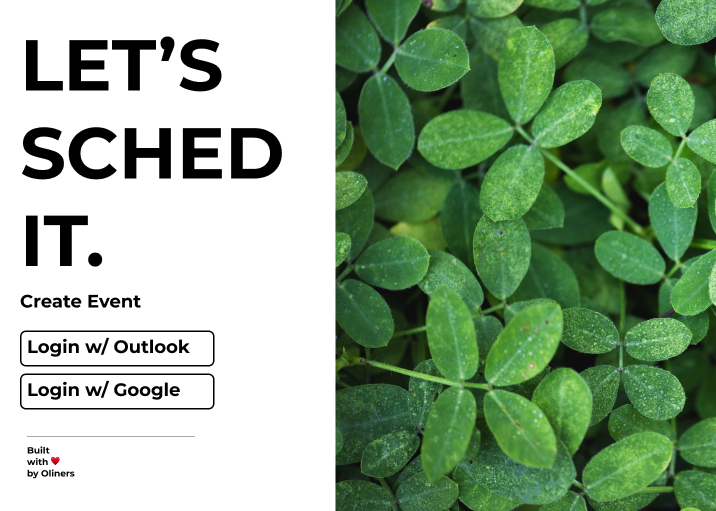 LET’S
SCHED
IT.
Create Event
Login w/ Outlook
Login w/ Google
Built
with ❤️
by Oliners